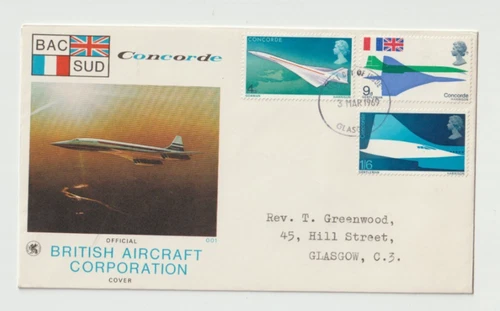 BAC
SUD
Concorde
OFFICIAL
001
BRITISH AIRCRAFT
CORPORATION
COVER
CONCORDE
4d
9d
Concorde
1/6
3 MAR 1969
Rev. T. Greenwood,
45, Hill Street,
GLASGOW, C.3.